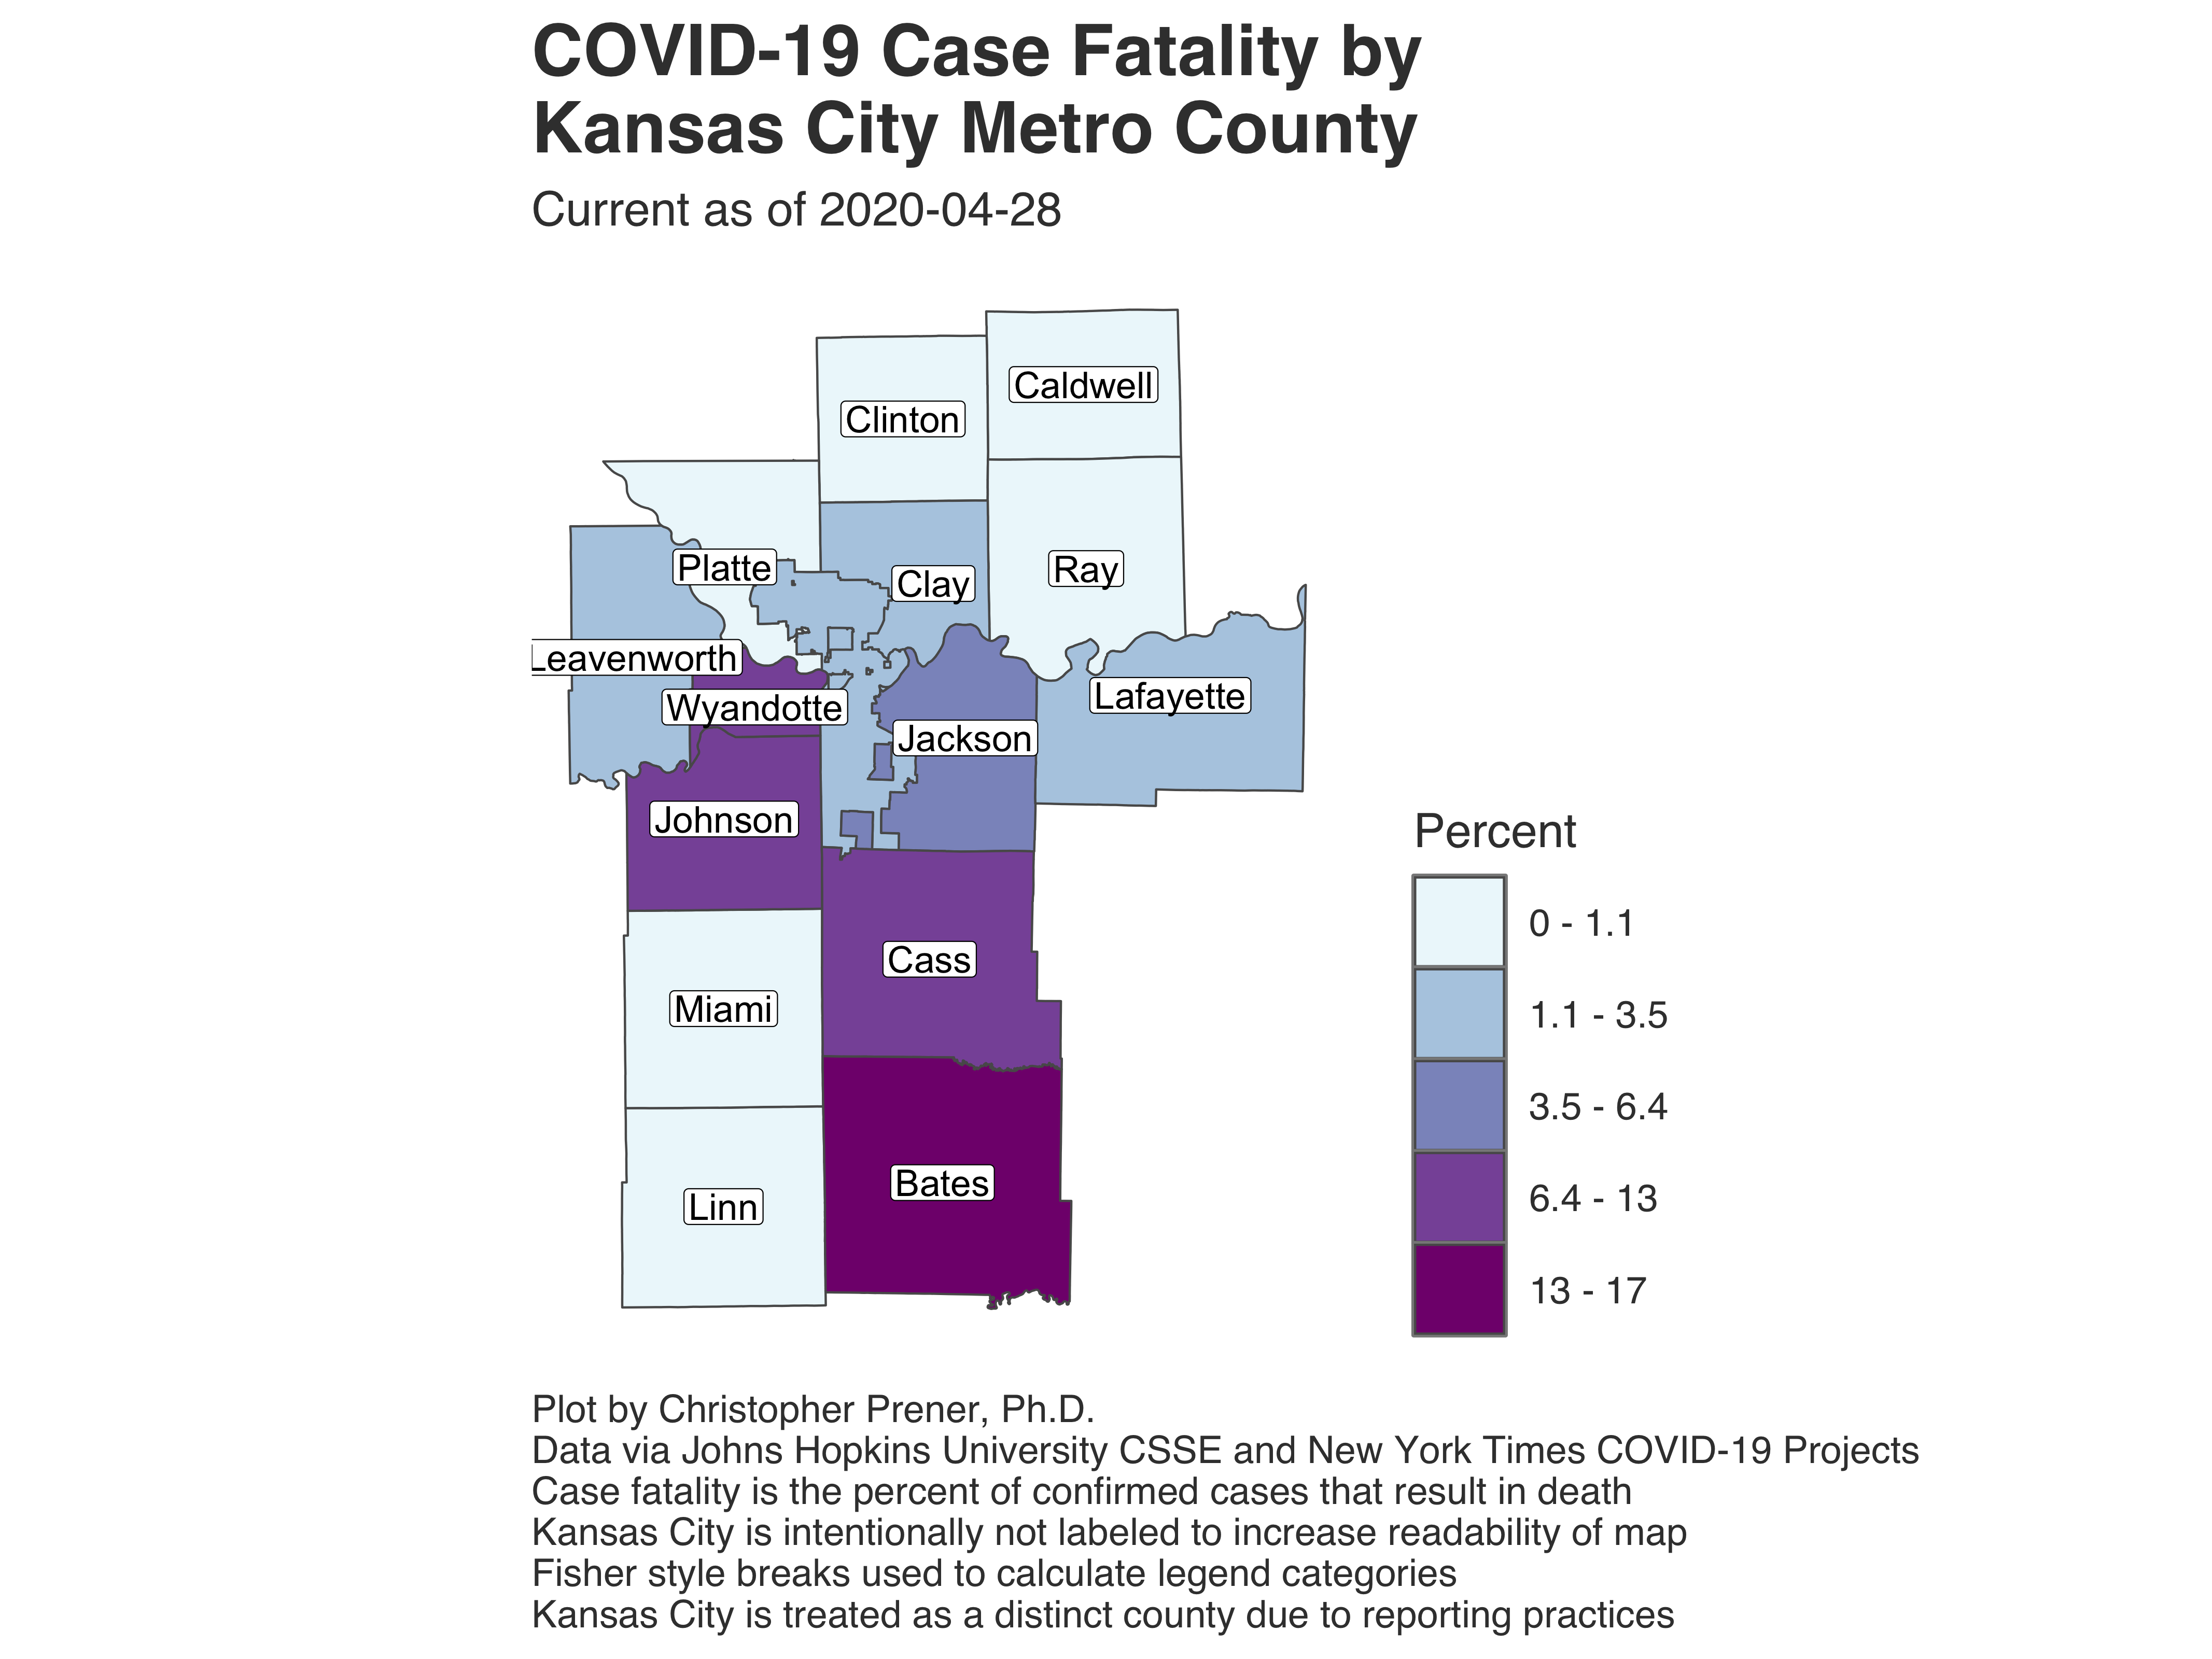 COVID-19 Case Fatality by
Kansas City Metro County
Current as of 2020-04-28
Caldwell
Clinton
Platte
Clay
Ray
Leavenworth
Lafayette
Wyandotte
Jackson
Johnson
Cass
Miami
Bates
Linn
Percent
0 - 1.1
1.1 - 3.5
3.5 - 6.4
6.4 - 13
13 - 17
Plot by Christopher Prener, Ph.D.
Data via Johns Hopkins University CSSE and New York Times COVID-19 Projects
Case fatality is the percent of confirmed cases that result in death
Kansas City is intentionally not labeled to increase readability of map
Fisher style breaks used to calculate legend categories
Kansas City is treated as a distinct county due to reporting practices